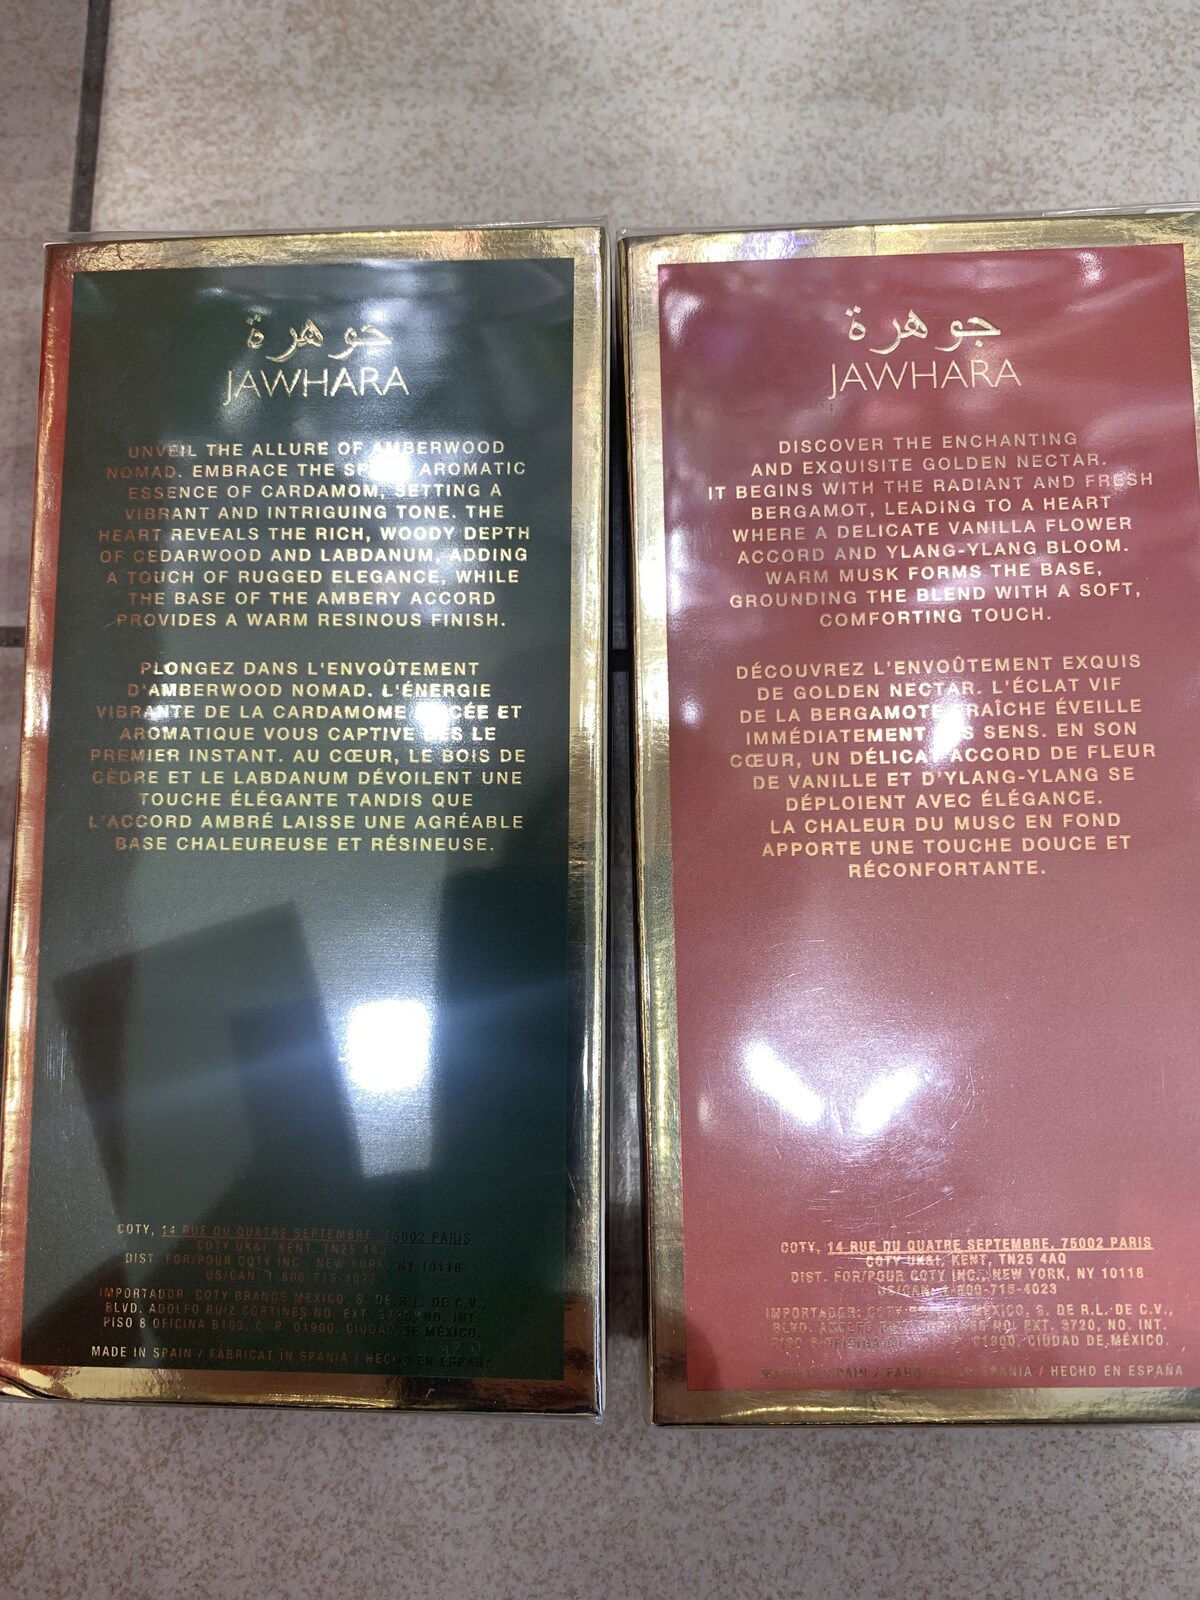 جوهرة
JAWHARA
UNVEIL THE ALLURE OF AMBERWOOD
NOMAD. EMBRACE THE AROMATIC
ESSENCE OF CARDAMOM, SETTING A
VIBRANT AND INTRIGUING TONE. THE
HEART REVEALS THE RICH, WOODY DEPTH
OF CEDARWOOD AND LABDANUM, ADDING
A TOUCH OF RUGGED ELEGANCE, WHILE
THE BASE OF THE AMBERY ACCORD
PROVIDES A WARM RESINOUS FINISH.
PLONGEZ DANS L'ENVOÛTEMENT
D'AMBERWOOD NOMAD. L'ÉNERGIE
VIBRANTE DE LA CARDAMOME ET
AROMATIQUE VOUS CAPTIVE DÈS LE
PREMIER INSTANT. AU CŒUR, LE BOIS DE
CÈDRE ET LE LABDANUM DÉVOILENT UNE
TOUCHE ÉLÉGANTE TANDIS QUE
L'ACCORD AMBRÉ LAISSE UNE AGRÉABLE
BASE CHALEUREUSE ET RÉSINEUSE.
COTY, 14 RUE DU QUATRE SEPTEMBRE, 75002 PARIS
COTY UK&I, KENT, TN25 4AQ
DIST. FOR/POUR COTY INC., NEW YORK, NY 10118
US/CAN: 1-800-715-4023
IMPORTADOR: COTY BRANDS MÉXICO, S. DE R.L. DE C.V.,
BLVD. ADOLFO RUIZ CORTINES NO. EXT. 3720, NO. INT.
PISO 8 OFICINA B103, C. P. 01900, CIUDAD DE MÉXICO.
MADE IN SPAIN / FABRICAT IN SPANIA / HECHO EN ESPAÑA
جوهرة
JAWHARA
DISCOVER THE ENCHANTING
AND EXQUISITE GOLDEN NECTAR.
IT BEGINS WITH THE RADIANT AND FRESH
BERGAMOT, LEADING TO A HEART
WHERE A DELICATE VANILLA FLOWER
ACCORD AND YLANG-YLANG BLOOM.
WARM MUSK FORMS THE BASE,
GROUNDING THE BLEND WITH A SOFT,
COMFORTING TOUCH.
DÉCOUVREZ L'ENVOÛTEMENT EXQUIS
DE GOLDEN NECTAR. L'ÉCLAT VIF
DE LA BERGAMOTE FRAÎCHE ÉVEILLE
IMMÉDIATEMENT SENS. EN SON
CŒUR, UN DÉLICAT ACCORD DE FLEUR
DE VANILLE ET D'YLANG-YLANG SE
DÉPLOIENT AVEC ÉLÉGANCE.
LA CHALEUR DU MUSC EN FOND
APPORTE UNE TOUCHE DOUCE ET
RÉCONFORTANTE.
COTY, 14 RUE DU QUATRE SEPTEMBRE, 75002 PARIS
COTY UK&I, KENT, TN25 4AQ
DIST. FOR/POUR COTY INC., NEW YORK, NY 10118
US/CAN: 1-800-715-4023
IMPORTADOR: COTY MÉXICO, S. DE R.L. DE C.V.,
BLVD. ADOLFO NO. EXT. 3720, NO. INT.
01900, CIUDAD DE MÉXICO.
SPAIN / / HECHO EN ESPAÑA